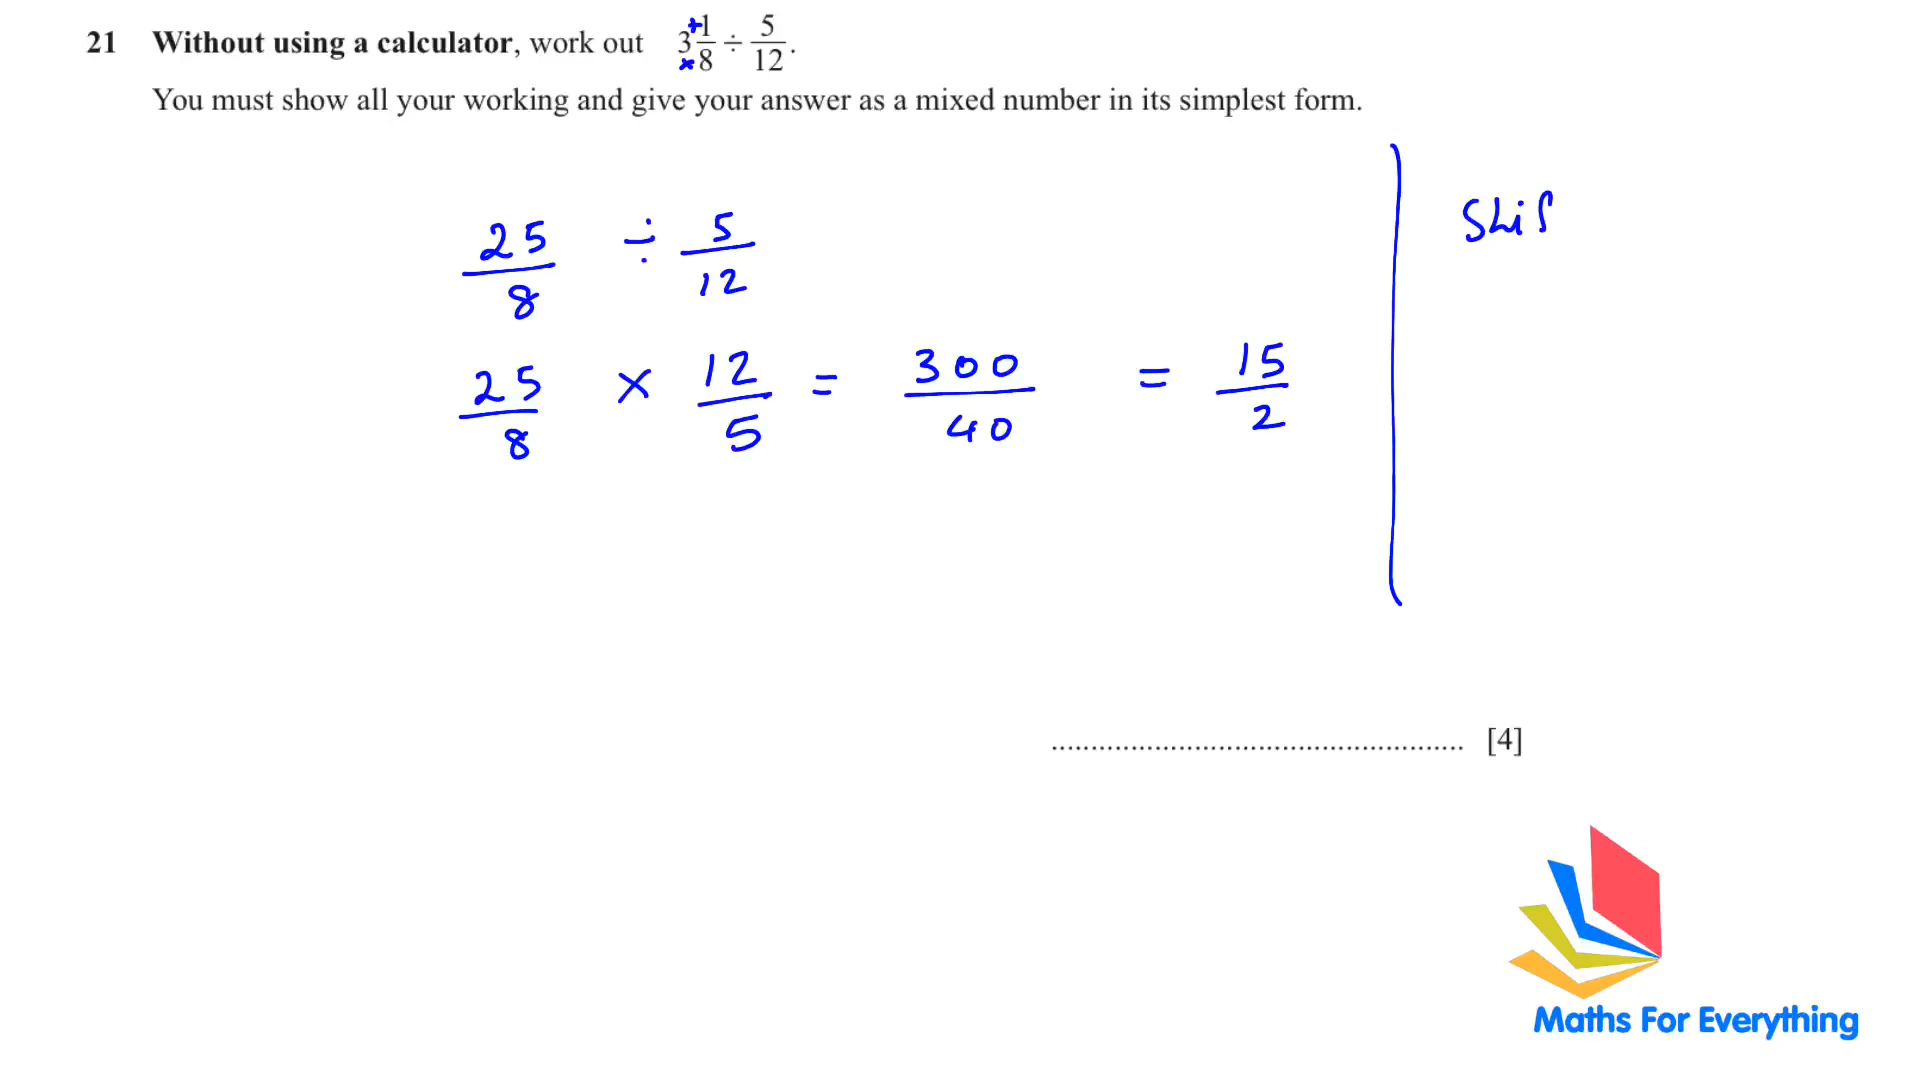 21 Without using a calculator, work out 3 1/8 ÷ 5/12.
+
×
You must show all your working and give your answer as a mixed number in its simplest form.
25/8 ÷ 5/12
25/8 × 12/5 = 300/40 = 15/2
.................................................... [4]
Maths For Everything